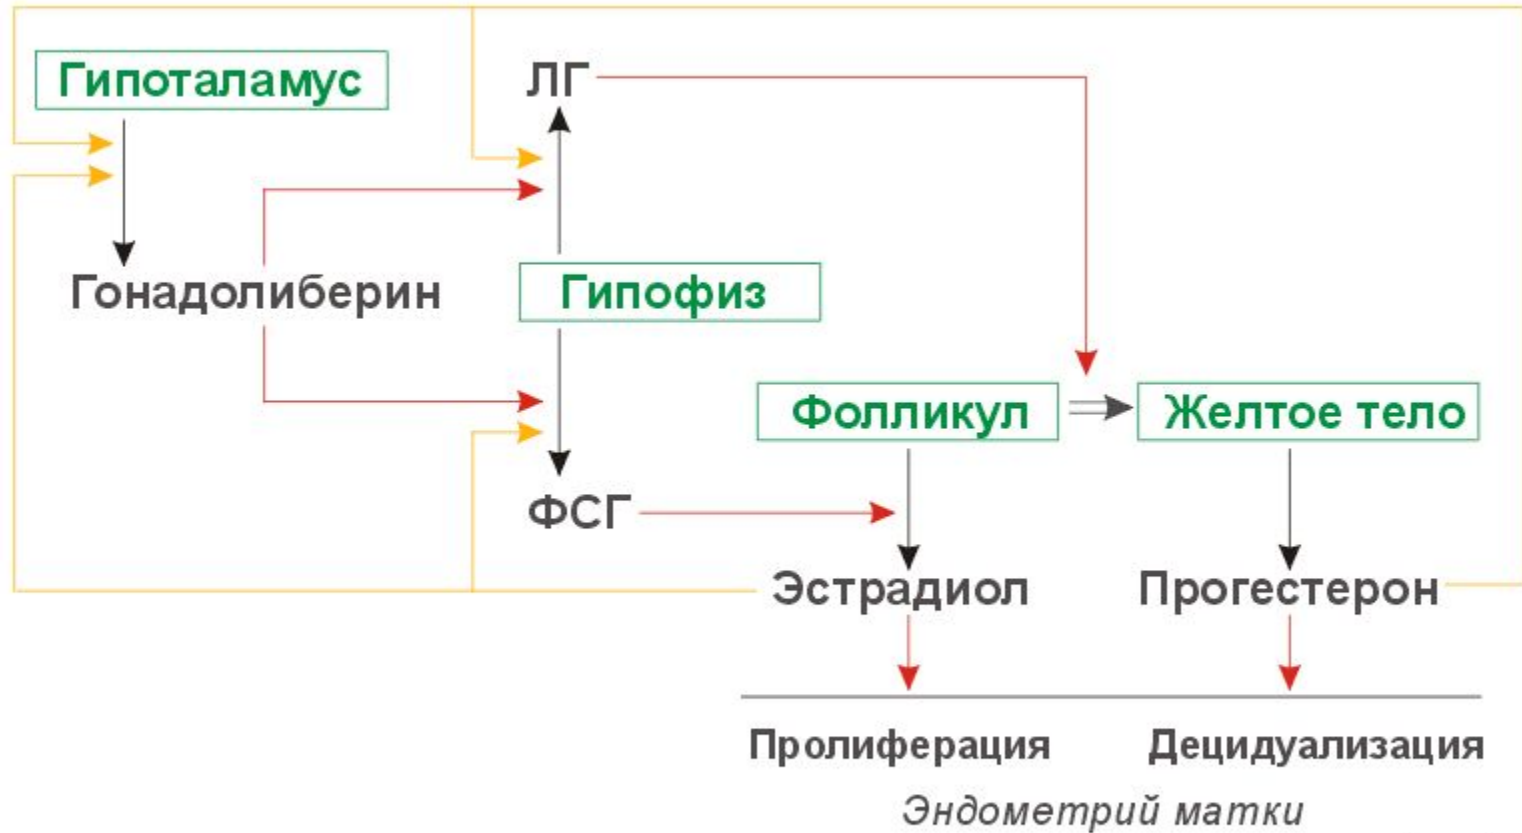 Гипоталамус
ЛГ
Гонадолиберин
Гипофиз
Фолликул
Желтое тело
ФСГ
Эстрадиол
Прогестерон
Пролиферация
Децидуализация
Эндометрий матки